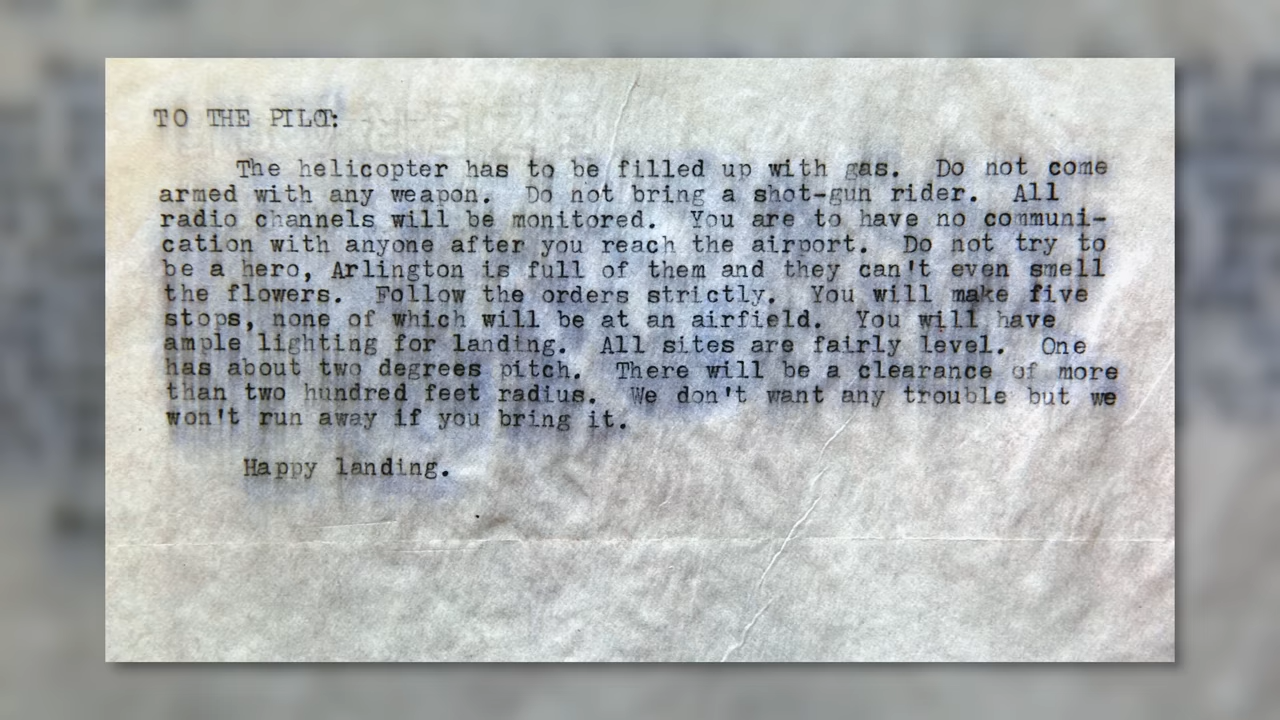 TO THE PILOT:
The helicopter has to be filled up with gas. Do not come
armed with any weapon. Do not bring a shot-gun rider. All
radio channels will be monitored. You are to have no communi-
cation with anyone after you reach the airport. Do not try to
be a hero, Arlington is full of them and they can't even smell
the flowers. Follow the orders strictly. You will make five
stops, none of which will be at an airfield. You will have
ample lighting for landing. All sites are fairly level. One
has about two degrees pitch. There will be a clearance of more
than two hundred feet radius. We don't want any trouble but we
won't run away if you bring it.
Happy landing.